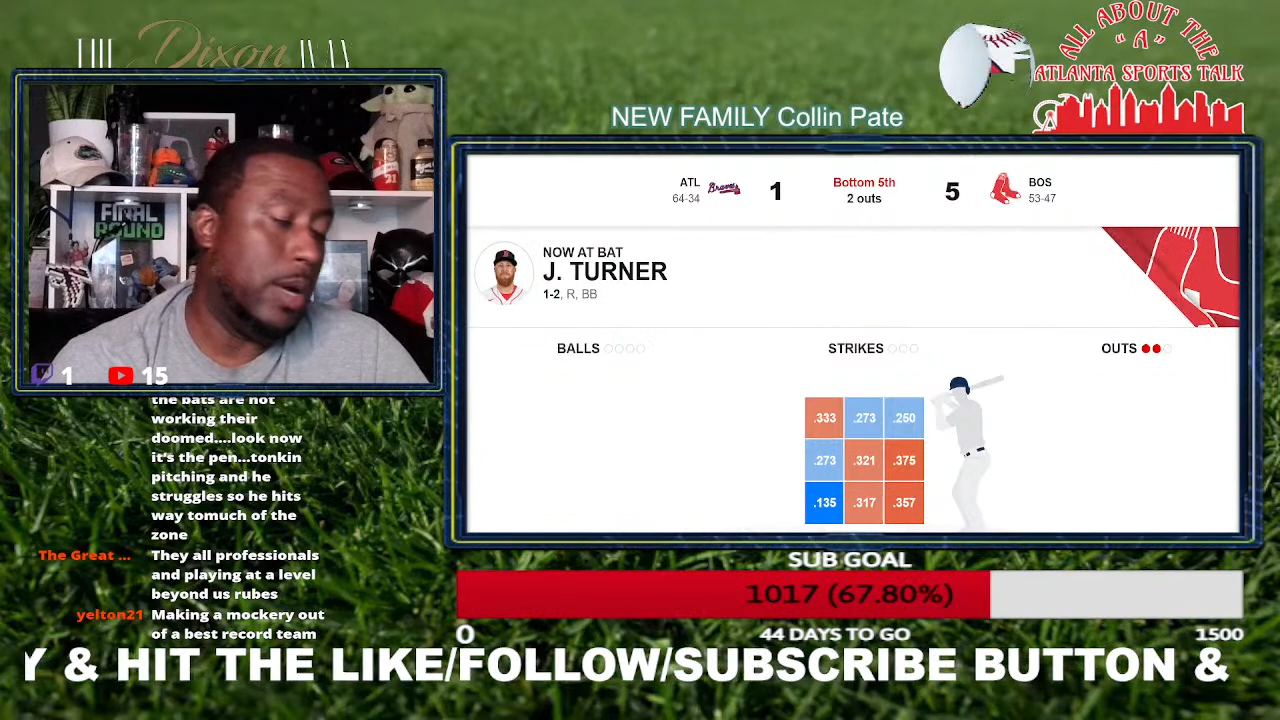 Dixon
ALL ABOUT THE
"A"
ATLANTA SPORTS TALK
NEW FAMILY Collin Pate
FINAL
ROUND
21
1
15
ATL
64-34
Braves
1
Bottom 5th
2 outs
5
BOS
53-47
NOW AT BAT
J. TURNER
1-2, R, BB
BALLS
STRIKES
OUTS
.333 .273 .250
.273 .321 .375
.135 .317 .357
the bats are not
working their
doomed....look now
it's the pen...tonkin
pitching and he
struggles so he hits
way tomuch of the
zone
The Great ... They all professionals
and playing at a level
beyond us rubes
yelton21 Making a mockery out
of a best record team
SUB GOAL
1017 (67.80%)
0
44 DAYS TO GO
1500
Y & HIT THE LIKE/FOLLOW/SUBSCRIBE BUTTON &